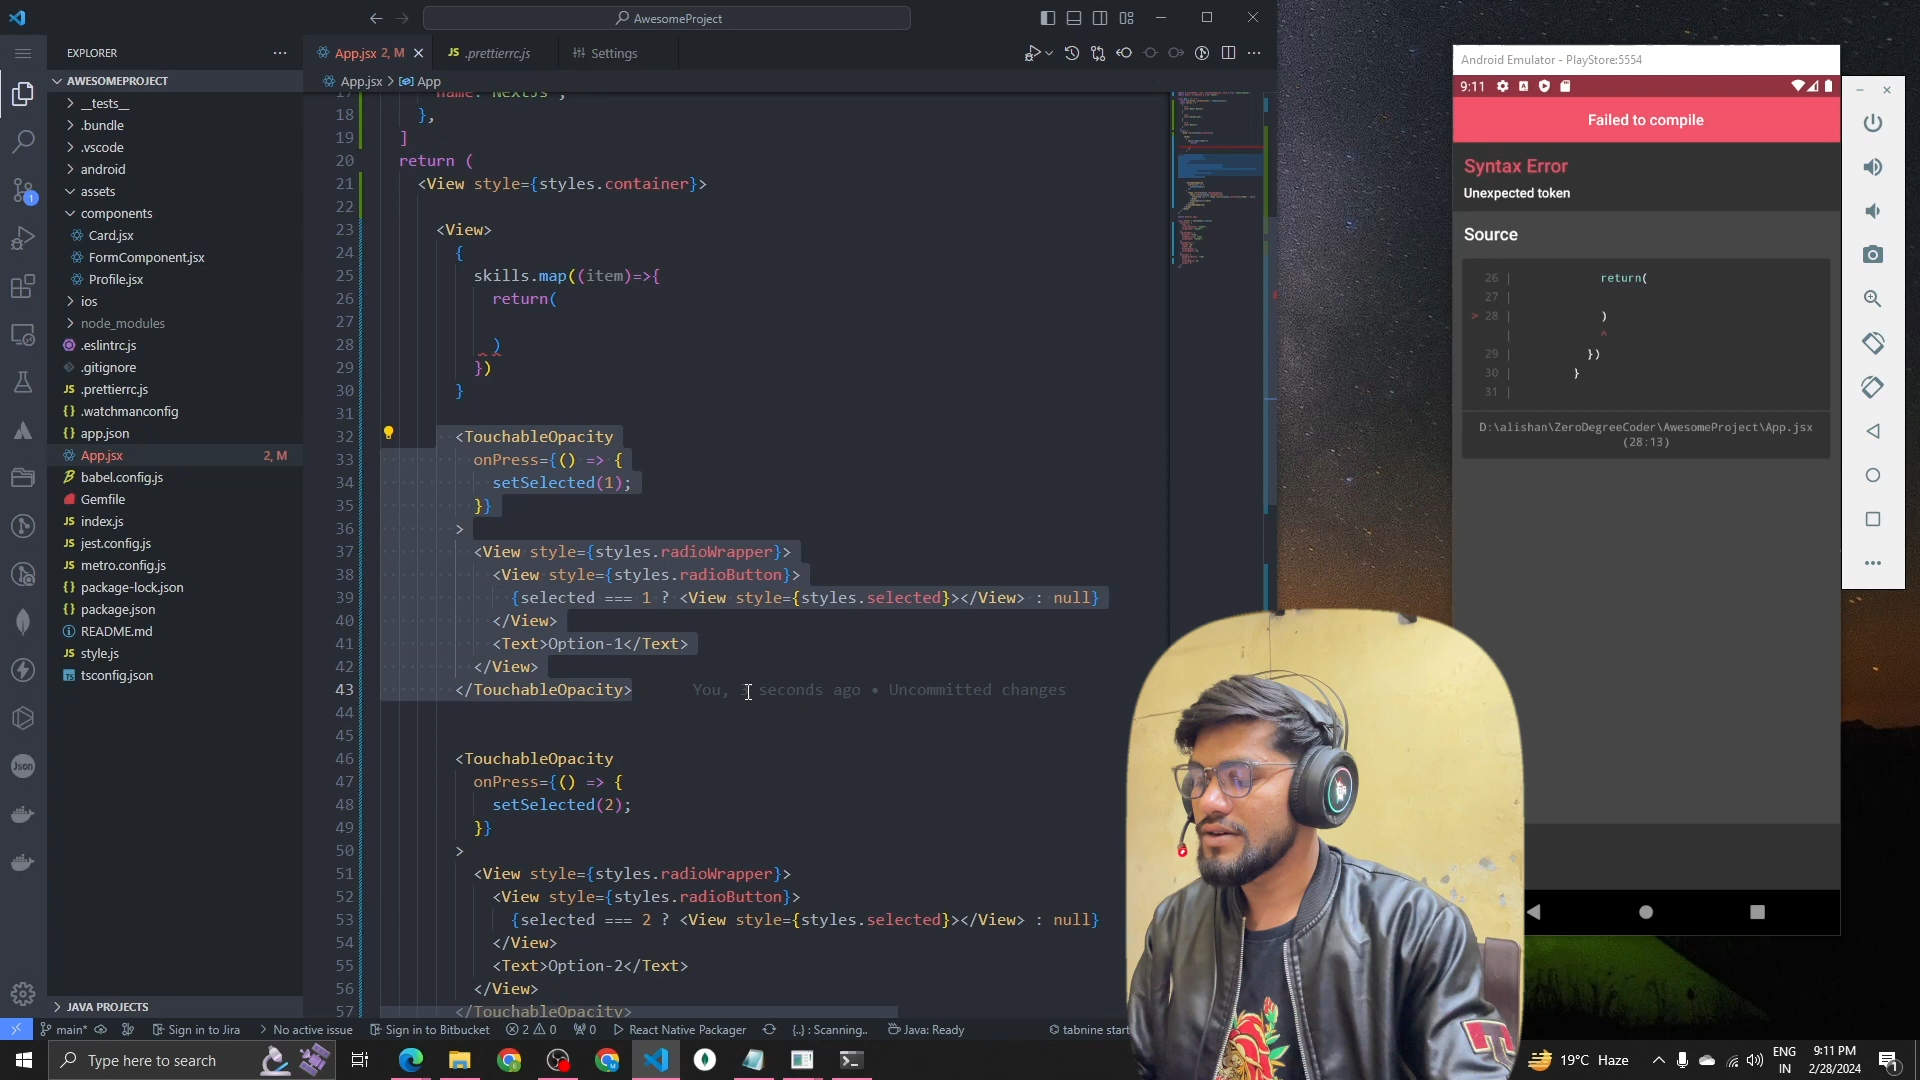 AwesomeProject
EXPLORER
App.jsx 2, M
.prettierrc.js
Settings
AWESOMEPROJECT
App.jsx > App
__tests__
.bundle
.vscode
android
assets
components
Card.jsx
FormComponent.jsx
Profile.jsx
ios
node_modules
.eslintrc.js
.gitignore
.prettierrc.js
.watchmanconfig
app.json
App.jsx 2, M
babel.config.js
Gemfile
index.js
jest.config.js
metro.config.js
package-lock.json
package.json
README.md
style.js
tsconfig.json
JAVA PROJECTS
17 name: "NextJs",
18 },
19 ]
20 return (
21 <View style={styles.container}>
22
23 <View>
24 {
25 skills.map((item)=>{
26 return(
27
28 )
29 })
30 }
31
32 <TouchableOpacity
33 onPress={() => {
34 setSelected(1);
35 }}
36 >
37 <View style={styles.radioWrapper}>
38 <View style={styles.radioButton}>
39 {selected === 1 ? <View style={styles.selected}></View> : null}
40 </View>
41 <Text>Option-1</Text>
42 </View>
43 </TouchableOpacity> You, seconds ago • Uncommitted changes
44
45
46 <TouchableOpacity
47 onPress={() => {
48 setSelected(2);
49 }}
50 >
51 <View style={styles.radioWrapper}>
52 <View style={styles.radioButton}>
53 {selected === 2 ? <View style={styles.selected}></View> : null}
54 </View>
55 <Text>Option-2</Text>
56 </View>
57 </TouchableOpacity>
Android Emulator - PlayStore:5554
9:11
Failed to compile
Syntax Error
Unexpected token
Source
26 | return(
27 |
> 28 | )
| ^
29 | })
30 | }
31 |
D:\alishan\ZeroDegreeCoder\AwesomeProject\App.jsx
(28:13)
main* Sign in to Jira No active issue Sign in to Bitbucket 2 0 0 React Native Packager {..} : Scanning.. Java: Ready tabnine start
Type here to search
19°C Haze
ENG
IN
9:11 PM
2/28/2024
1
Json